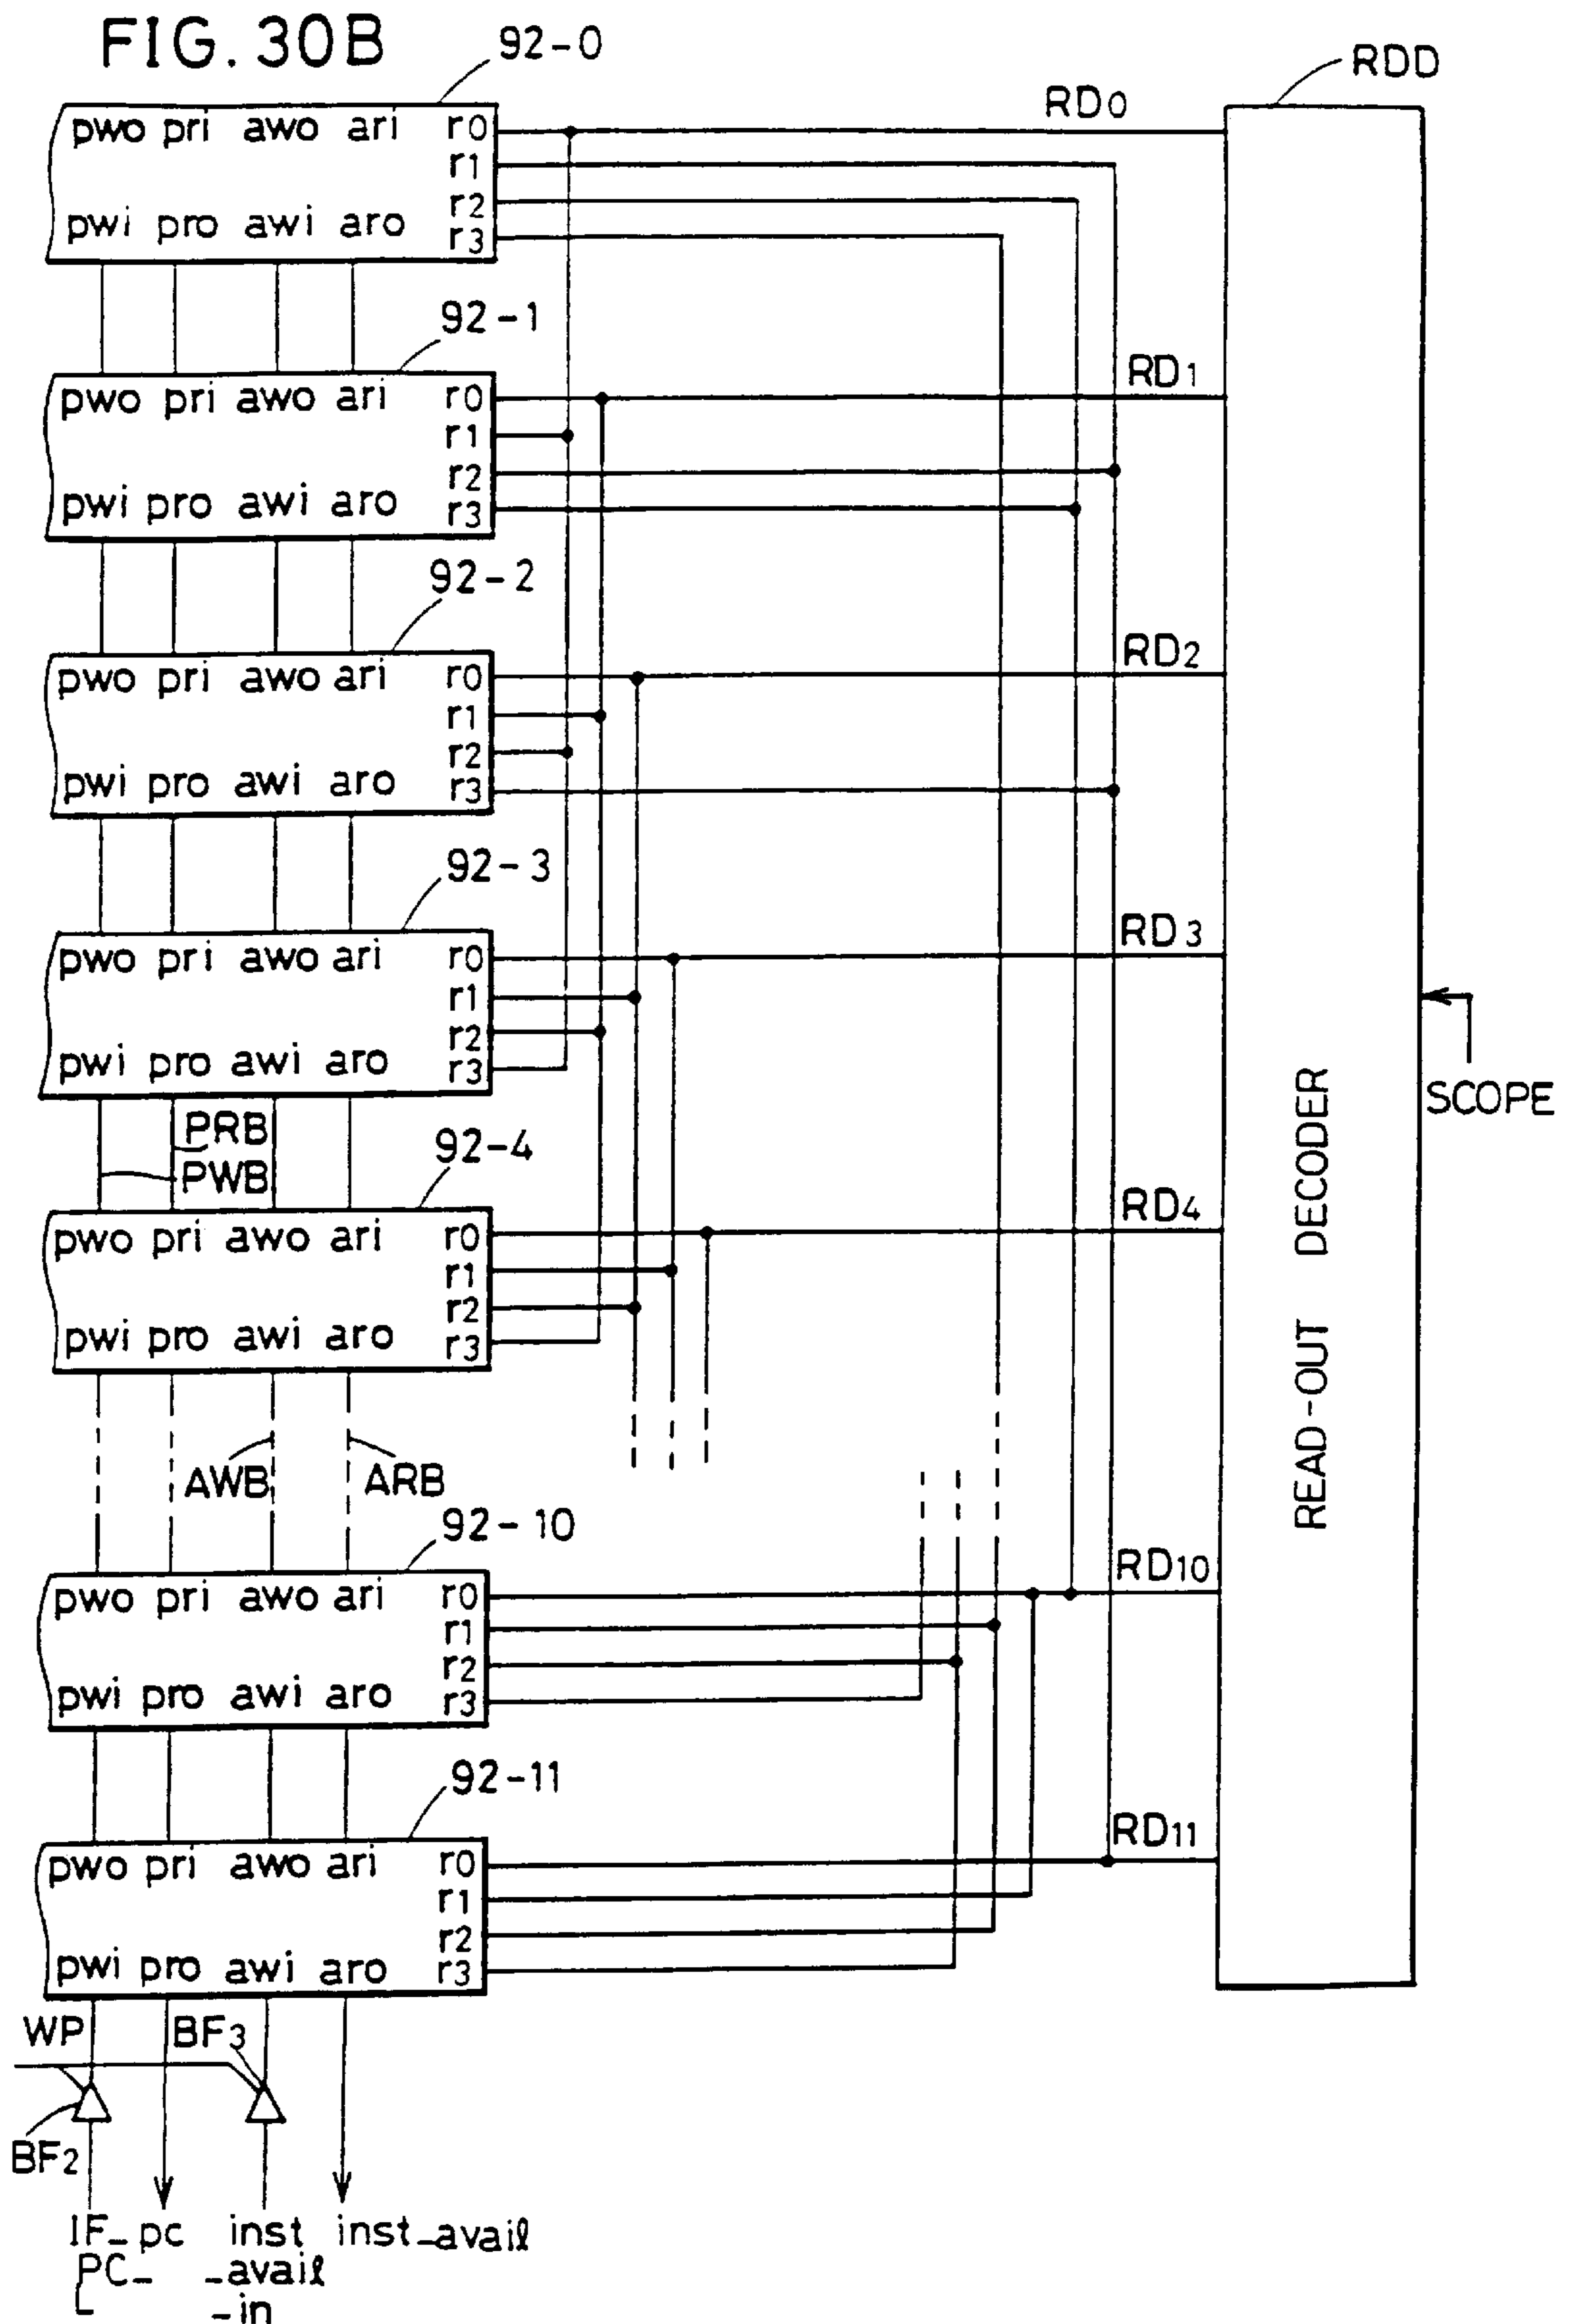 FIG. 30B
92-0
RDD
RD0
pwo pri awo ari r0
r1
r2
pwi pro awi aro r3
92-1
RD1
pwo pri awo ari r0
r1
r2
pwi pro awi aro r3
92-2
RD2
pwo pri awo ari r0
r1
r2
pwi pro awi aro r3
92-3
RD3
pwo pri awo ari r0
r1
r2
pwi pro awi aro r3
SCOPE
READ-OUT DECODER
PRB
PWB
92-4
RD4
pwo pri awo ari r0
r1
r2
pwi pro awi aro r3
AWB ARB
92-10
RD10
pwo pri awo ari r0
r1
r2
pwi pro awi aro r3
92-11
RD11
pwo pri awo ari r0
r1
r2
pwi pro awi aro r3
WP BF3
BF2
IF_ pc inst inst_avail
PC_ _avail
_in